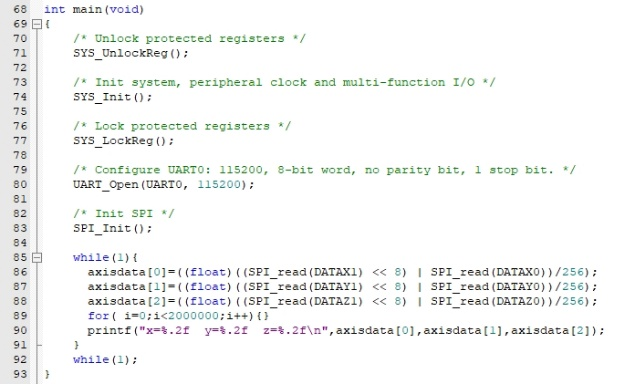 68 int main(void)
69 {
70 /* Unlock protected registers */
71 SYS_UnlockReg();
72
73 /* Init system, peripheral clock and multi-function I/O */
74 SYS_Init();
75
76 /* Lock protected registers */
77 SYS_LockReg();
78
79 /* Configure UART0: 115200, 8-bit word, no parity bit, 1 stop bit. */
80 UART_Open(UART0, 115200);
81
82 /* Init SPI */
83 SPI_Init();
84
85 while(1){
86 axisdata[0]=((float)((SPI_read(DATAX1) << 8) | SPI_read(DATAX0))/256);
87 axisdata[1]=((float)((SPI_read(DATAY1) << 8) | SPI_read(DATAY0))/256);
88 axisdata[2]=((float)((SPI_read(DATAZ1) << 8) | SPI_read(DATAZ0))/256);
89 for( i=0;i<2000000;i++){}
90 printf("x=%.2f  y=%.2f  z=%.2f\n",axisdata[0],axisdata[1],axisdata[2]);
91 }
92 while(1);
93 }